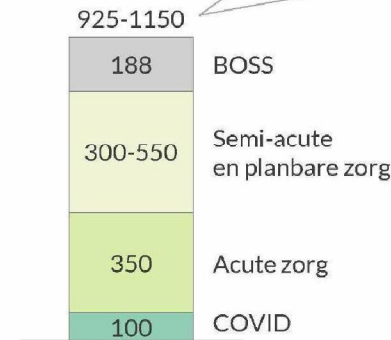 925-1150
188 BOSS
300-550
Semi-acute
en planbare zorg
350 Acute zorg
100 COVID